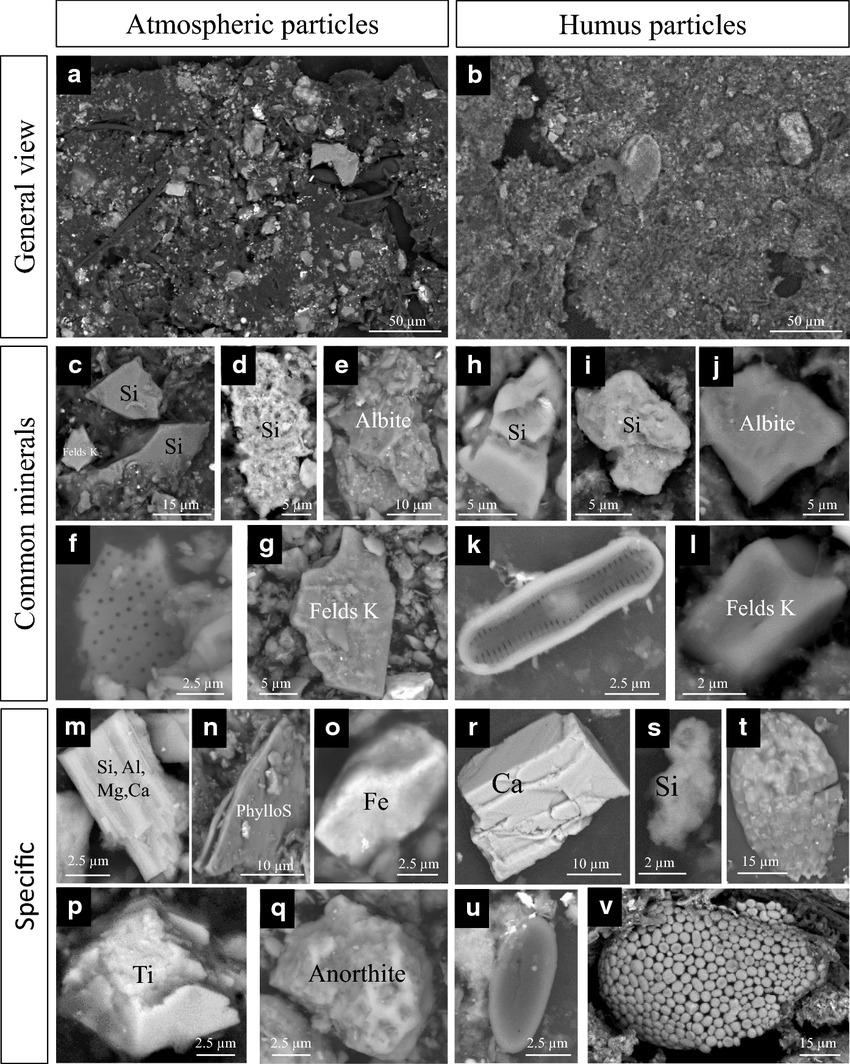 Atmospheric particles
Humus particles
General view
a
50 µm
b
50 µm
Common minerals
c
Si
Felds K
Si
15 µm
d
Si
5 µm
e
Albite
10 µm
h
Si
5 µm
i
Si
5 µm
j
Albite
5 µm
f
2.5 µm
g
Felds K
5 µm
k
2.5 µm
l
Felds K
2 µm
Specific
m
Si, Al,
Mg,Ca
2.5 µm
n
PhylloS
10 µm
o
Fe
2.5 µm
r
Ca
10 µm
s
Si
2 µm
t
15 µm
p
Ti
2.5 µm
q
Anorthite
2.5 µm
u
2.5 µm
v
15 µm